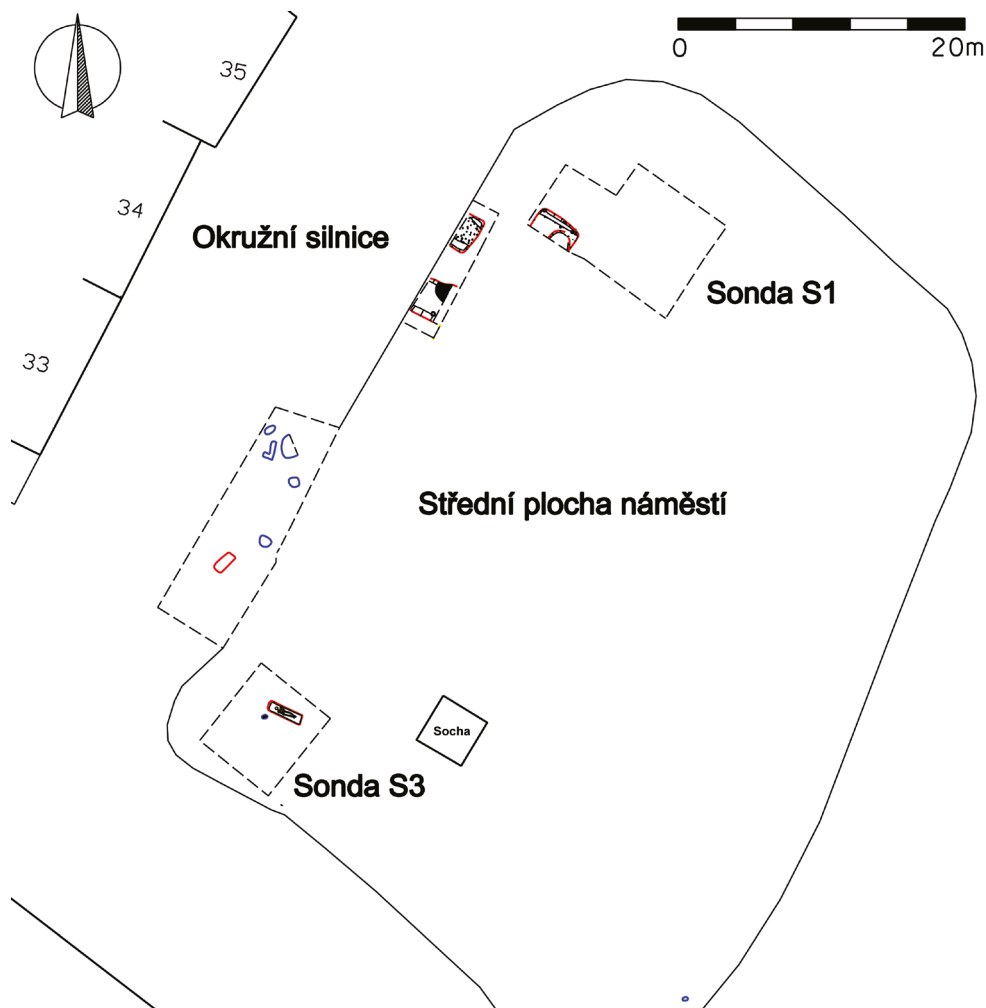 0 20m
35
34
Okružní silnice
Sonda S1
33
Střední plocha náměstí
Socha
Sonda S3